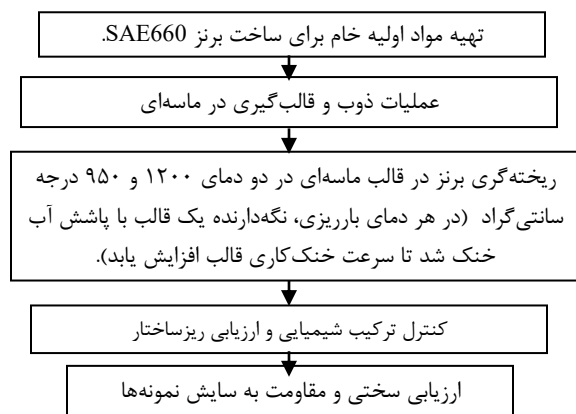 تهیه مواد اولیه خام برای ساخت برنز SAE660.
عملیات ذوب و قالب‌گیری در ماسه‌ای
ریخته‌گری برنز در قالب ماسه‌ای در دو دمای ۱۲۰۰ و ۹۵۰ درجه
سانتی‌گراد (در هر دمای بارریزی، نگه‌دارنده یک قالب با پاشش آب
خنک شد تا سرعت خنک‌کاری قالب افزایش یابد).
کنترل ترکیب شیمیایی و ارزیابی ریزساختار
ارزیابی سختی و مقاومت به سایش نمونه‌ها